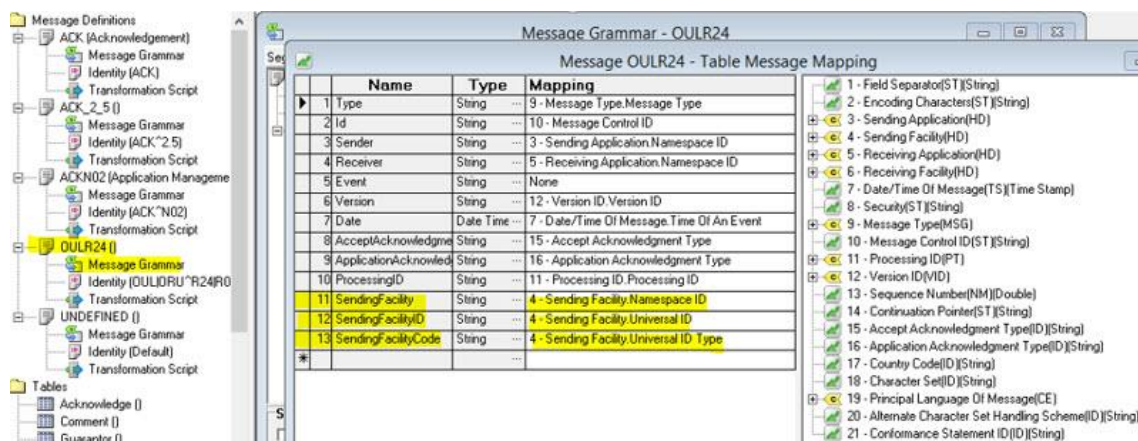 Message Definitions
ACK (Acknowledgement)
Message Grammar
Identity (ACK)
Transformation Script
ACK_2_5 ()
Message Grammar
Identity (ACK^2.5)
Transformation Script
ACKN02 (Application Manageme
Message Grammar
Identity (ACK^N02)
Transformation Script
OULR24 ()
Message Grammar
Identity (OUL|ORU^R24|R0
Transformation Script
UNDEFINED ()
Message Grammar
Identity (Default)
Transformation Script
Tables
Acknowledge ()
Comment ()
Guarantor ()
Message Grammar - OULR24
Message OULR24 - Table Message Mapping
Name Type Mapping
1 Type String ... 9 - Message Type.Message Type
2 Id String ... 10 - Message Control ID
3 Sender String ... 3 - Sending Application.Namespace ID
4 Receiver String ... 5 - Receiving Application.Namespace ID
5 Event String ... None
6 Version String ... 12 - Version ID.Version ID
7 Date Date Time ... 7 - Date/Time Of Message.Time Of An Event
8 AcceptAcknowledgme String ... 15 - Accept Acknowledgment Type
9 ApplicationAcknowled String ... 16 - Application Acknowledgment Type
10 ProcessingID String ... 11 - Processing ID.Processing ID
11 SendingFacility String ... 4 - Sending Facility.Namespace ID
12 SendingFacilityID String ... 4 - Sending Facility.Universal ID
13 SendingFacilityCode String ... 4 - Sending Facility.Universal ID Type
* ...
1 - Field Separator(ST)(String)
2 - Encoding Characters(ST)(String)
3 - Sending Application(HD)
4 - Sending Facility(HD)
5 - Receiving Application(HD)
6 - Receiving Facility(HD)
7 - Date/Time Of Message(TS)(Time Stamp)
8 - Security(ST)(String)
9 - Message Type(MSG)
10 - Message Control ID(ST)(String)
11 - Processing ID(PT)
12 - Version ID(VID)
13 - Sequence Number(NM)(Double)
14 - Continuation Pointer(ST)(String)
15 - Accept Acknowledgment Type(ID)(String)
16 - Application Acknowledgment Type(ID)(String)
17 - Country Code(ID)(String)
18 - Character Set(ID)(String)
19 - Principal Language Of Message(CE)
20 - Alternate Character Set Handling Scheme(ID)(String)
21 - Conformance Statement ID(ID)(String)